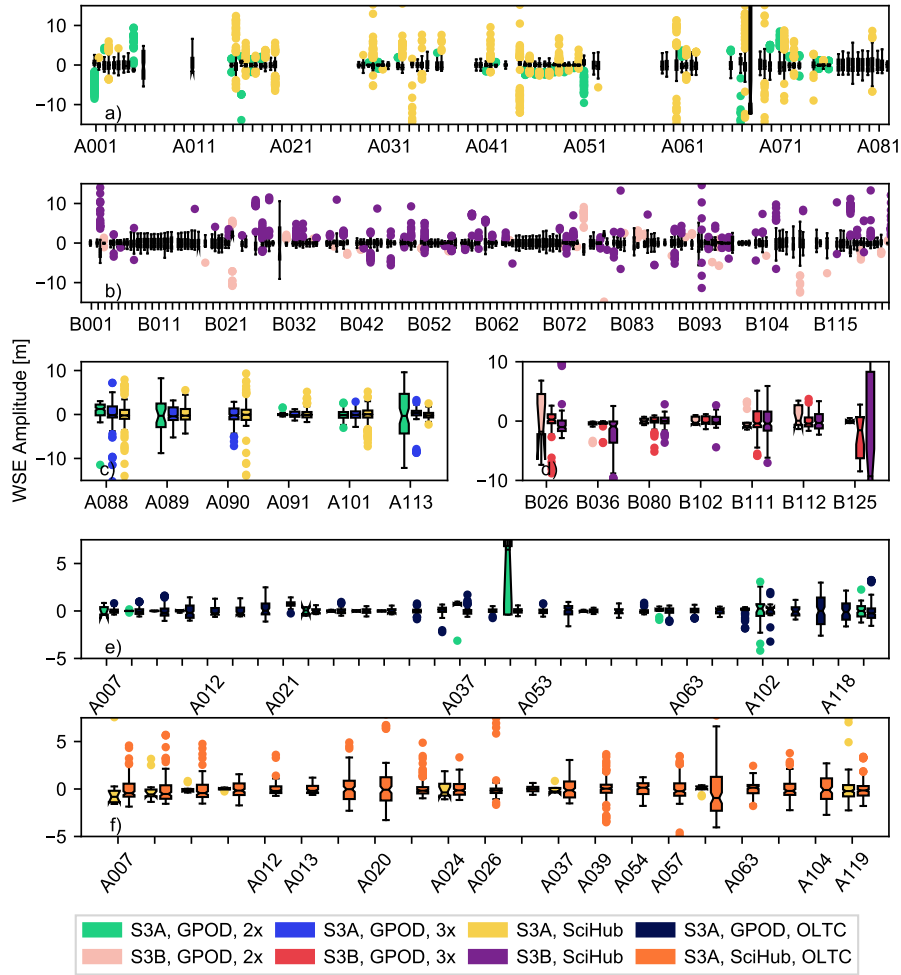 10
0
−10
a)
A001 A011 A021 A031 A041 A051 A061 A071 A081
10
0
−10
b)
B001 B011 B021 B032 B042 B052 B062 B072 B083 B093 B104 B115
WSE Amplitude [m]
10
0
−10
c)
A088 A089 A090 A091 A101 A113
10
0
−10
B026 B036 B080 B102 B111 B112 B125
5
0
−5
e)
A007 A012 A021 A037 A053 A063 A102 A118
5
0
−5
f)
A007 A012 A013 A020 A024 A026 A037 A039 A054 A057 A063 A104 A119
S3A, GPOD, 2x S3A, GPOD, 3x S3A, SciHub S3A, GPOD, OLTC
S3B, GPOD, 2x S3B, GPOD, 3x S3B, SciHub S3A, SciHub, OLTC